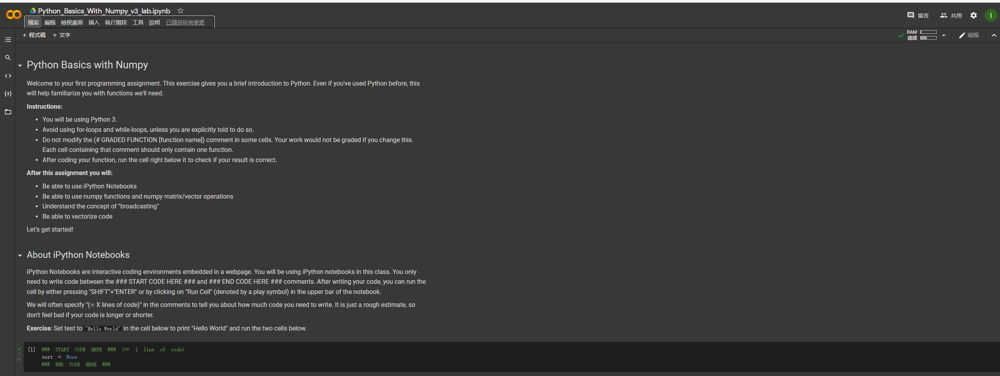 Python_Basics_With_Numpy_v3_lab.ipynb
檔案 編輯 檢視畫面 插入 執行階段 工具 說明 已儲存所有變更
留言 共用 I
+ 程式碼 + 文字
RAM
磁碟
編輯
Python Basics with Numpy
Welcome to your first programming assignment. This exercise gives you a brief introduction to Python. Even if you've used Python before, this
will help familiarize you with functions we'll need.
Instructions:
• You will be using Python 3.
• Avoid using for-loops and while-loops, unless you are explicitly told to do so.
• Do not modify the (# GRADED FUNCTION [function name]) comment in some cells. Your work would not be graded if you change this.
Each cell containing that comment should only contain one function.
• After coding your function, run the cell right below it to check if your result is correct.
After this assignment you will:
• Be able to use iPython Notebooks
• Be able to use numpy functions and numpy matrix/vector operations
• Understand the concept of "broadcasting"
• Be able to vectorize code
Let's get started!
About iPython Notebooks
iPython Notebooks are interactive coding environments embedded in a webpage. You will be using iPython notebooks in this class. You only
need to write code between the ### START CODE HERE ### and ### END CODE HERE ### comments. After writing your code, you can run the
cell by either pressing "SHIFT"+"ENTER" or by clicking on "Run Cell" (denoted by a play symbol) in the upper bar of the notebook.
We will often specify "(≈ X lines of code)" in the comments to tell you about how much code you need to write. It is just a rough estimate, so
don't feel bad if your code is longer or shorter.
Exercise: Set test to "Hello World" in the cell below to print "Hello World" and run the two cells below.
[1] ### START CODE HERE ### (≈ 1 line of code)
0
秒
test = None
### END CODE HERE ###